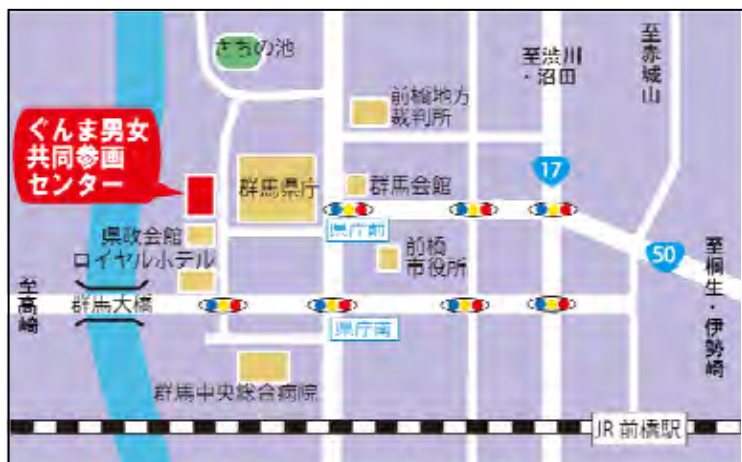 さちの池
至渋川
・沼田
至赤城山
前橋地方
裁判所
ぐんま男女
共同参画
センター
17
群馬県庁
群馬会館
県庁前
県政会館
前橋
市役所
50
至桐生・伊勢崎
ロイヤルホテル
至高崎
群馬大橋
県庁南
群馬中央総合病院
JR前橋駅